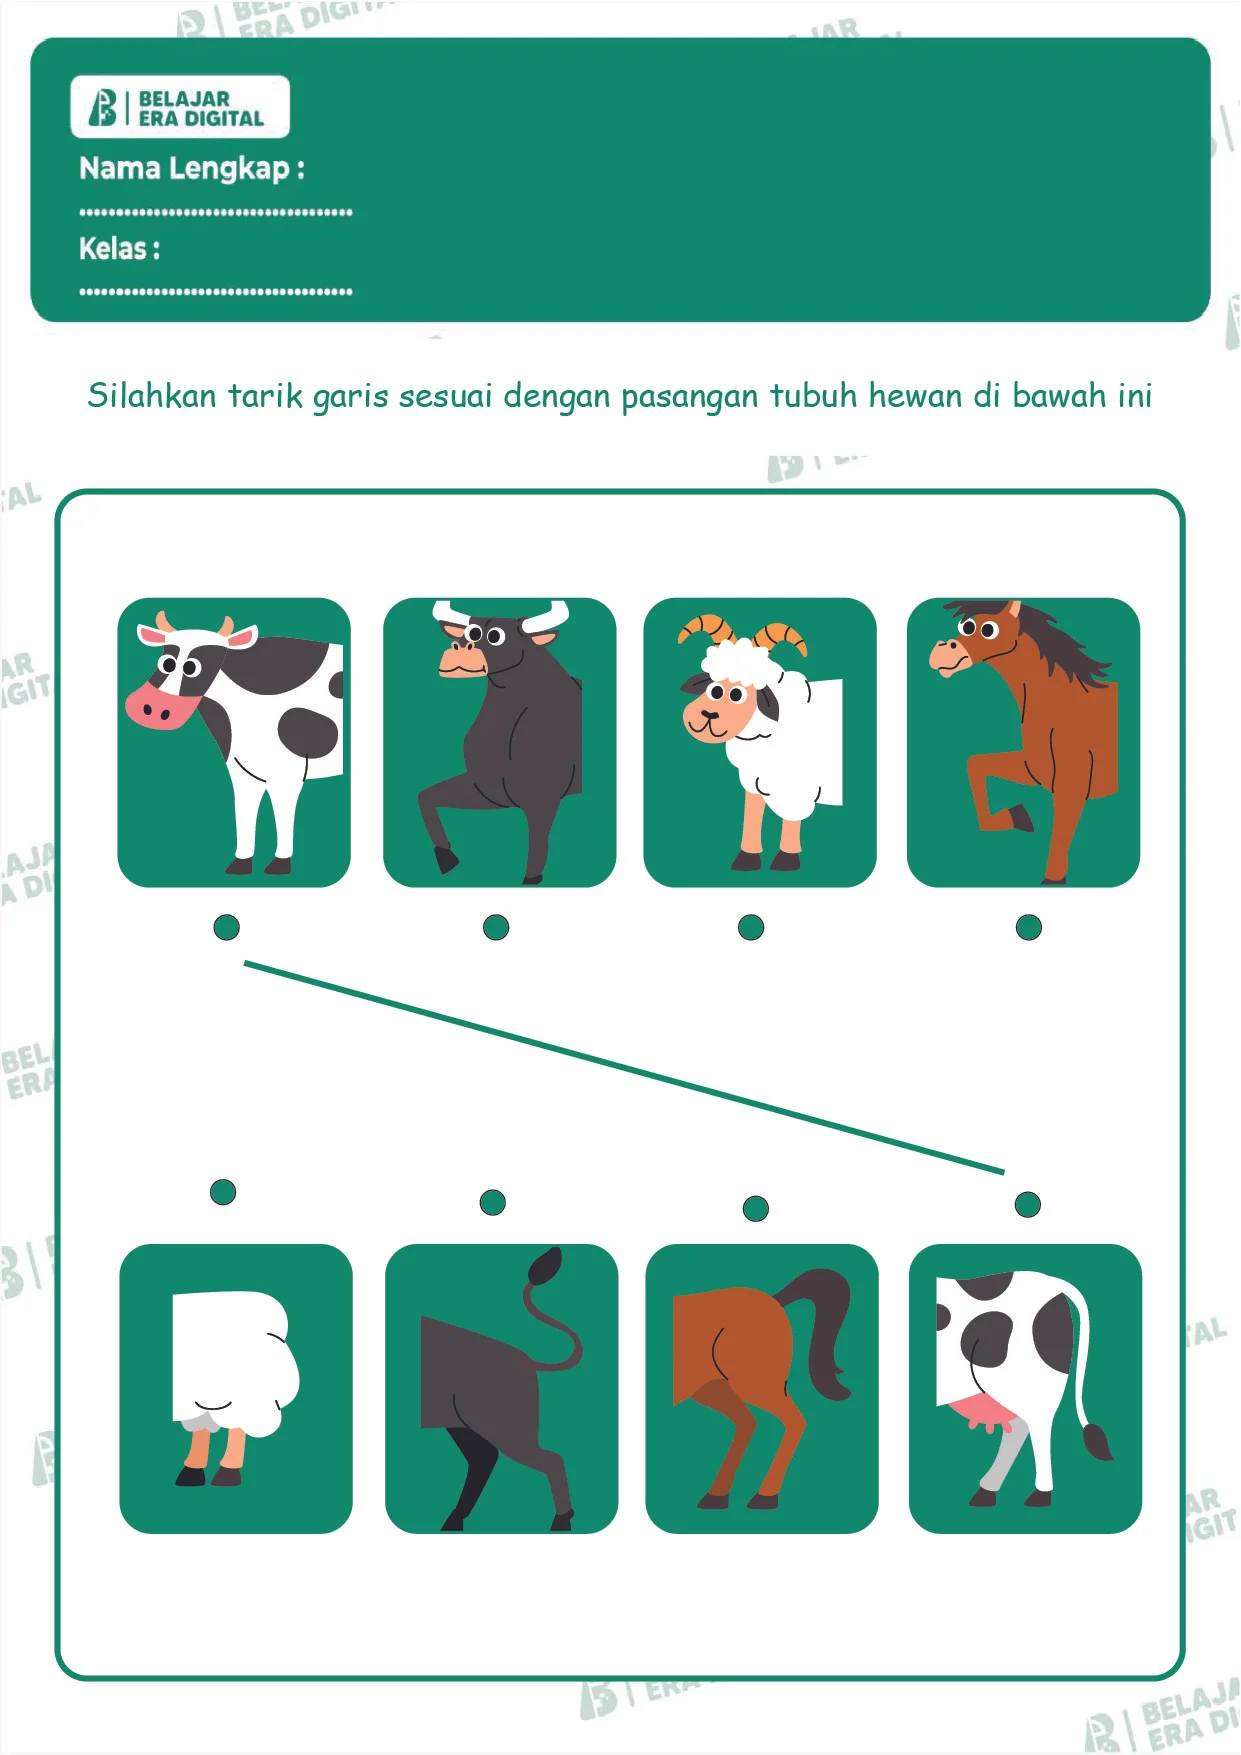 BELAJAR
ERA DIGITAL
BELAJAR
ERA DIGITAL
Nama Lengkap :
.....................................
Kelas :
.....................................
Silahkan tarik garis sesuai dengan pasangan tubuh hewan di bawah ini